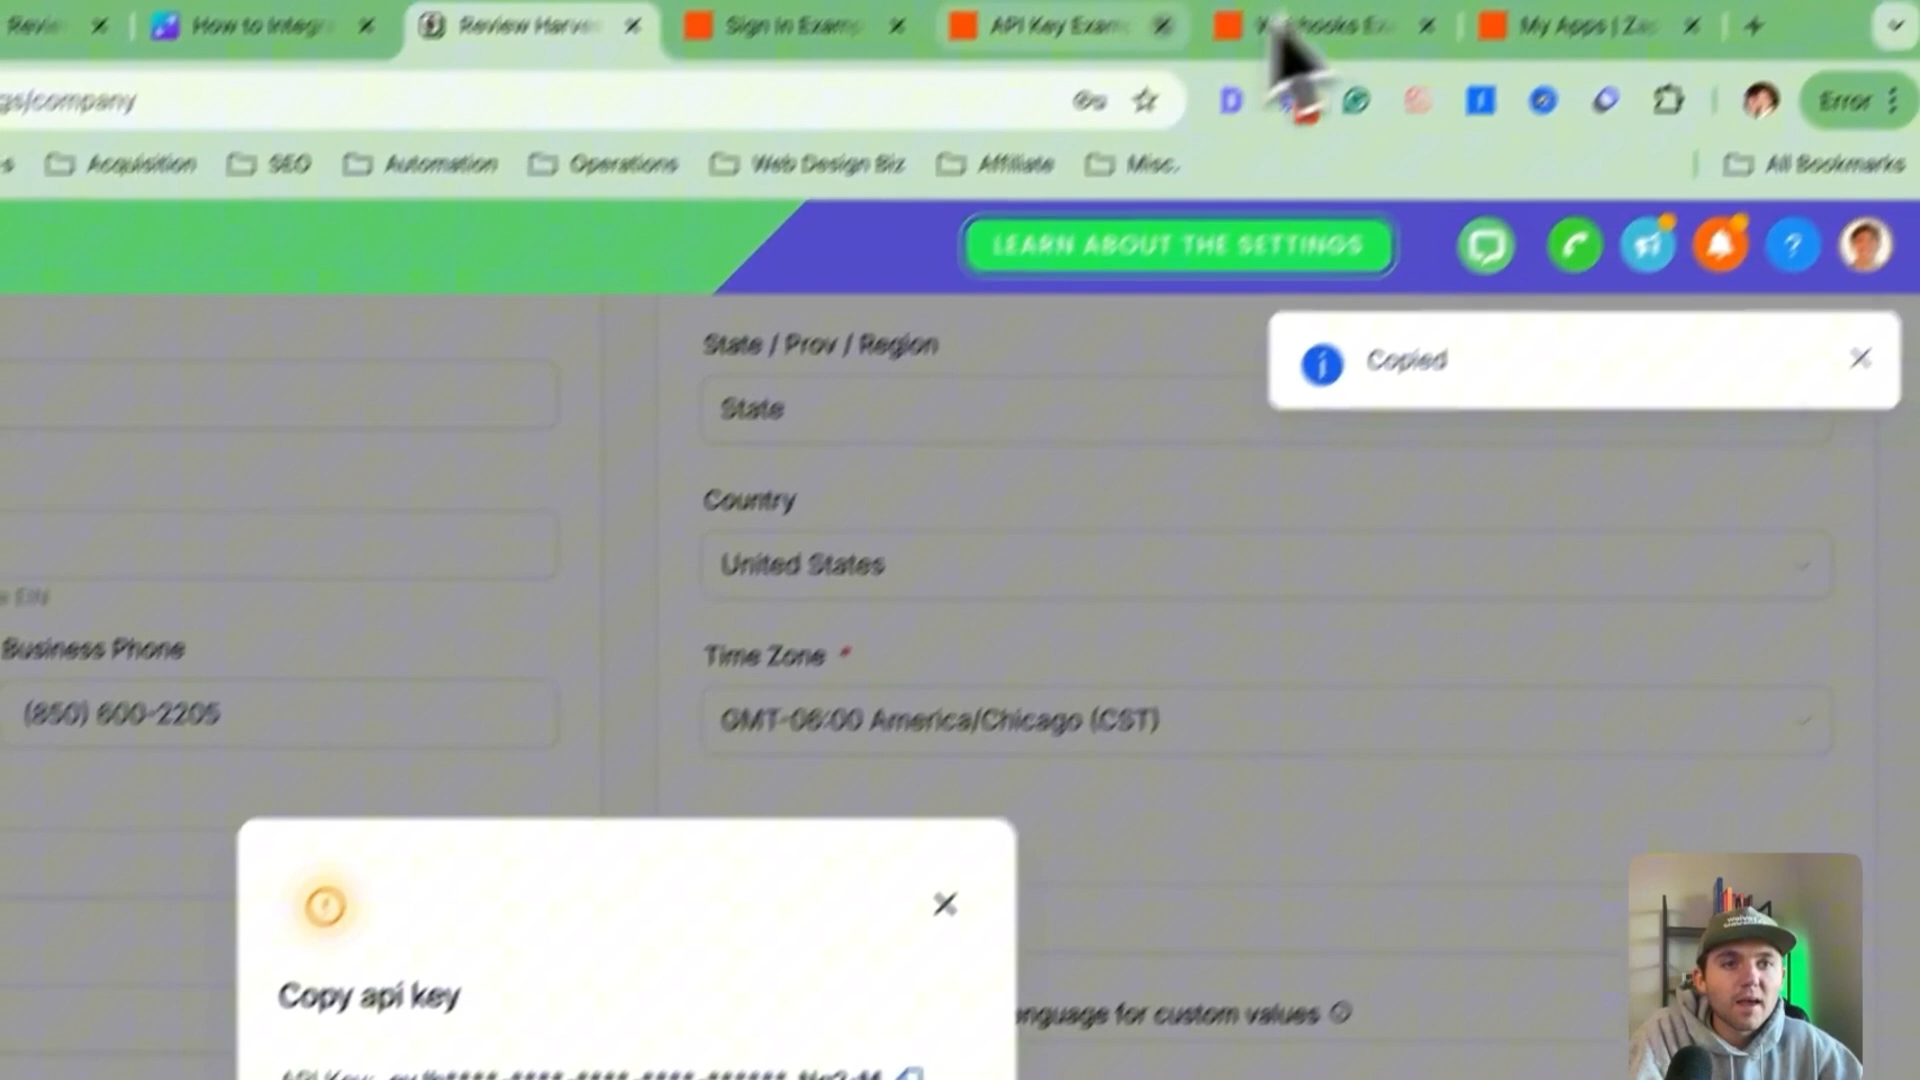 How to Integr
Review Harve
Sign In Exam
API Key Exam
My Apps | Za
gs/company
Error
s
Acquisition
SEO
Automation
Operations
Web Design Biz
Affiliate
Misc.
All Bookmarks
LEARN ABOUT THE SETTINGS
Copied
State / Prov / Region
State
Country
United States
e EIN
Business Phone
Time Zone *
(850) 600-2205
GMT-06:00 America/Chicago (CST)
Copy api key
anguage for custom values